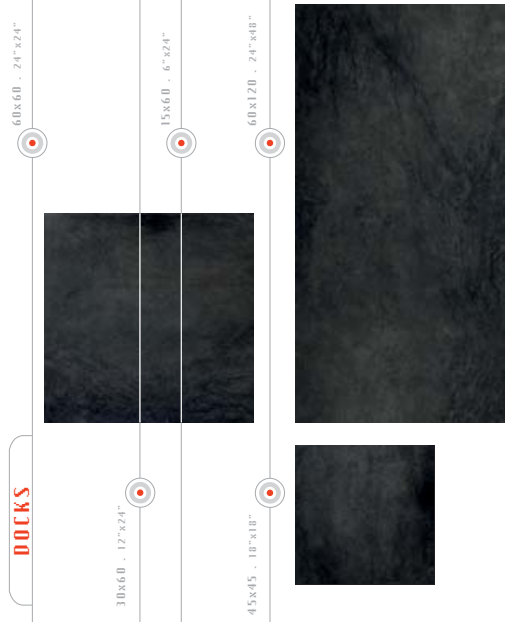 60x60 . 24"x24"
15x60 . 6"x24"
60x120 . 24"x48"
DOCKS
30x60 . 12"x24"
45x45 . 18"x18"